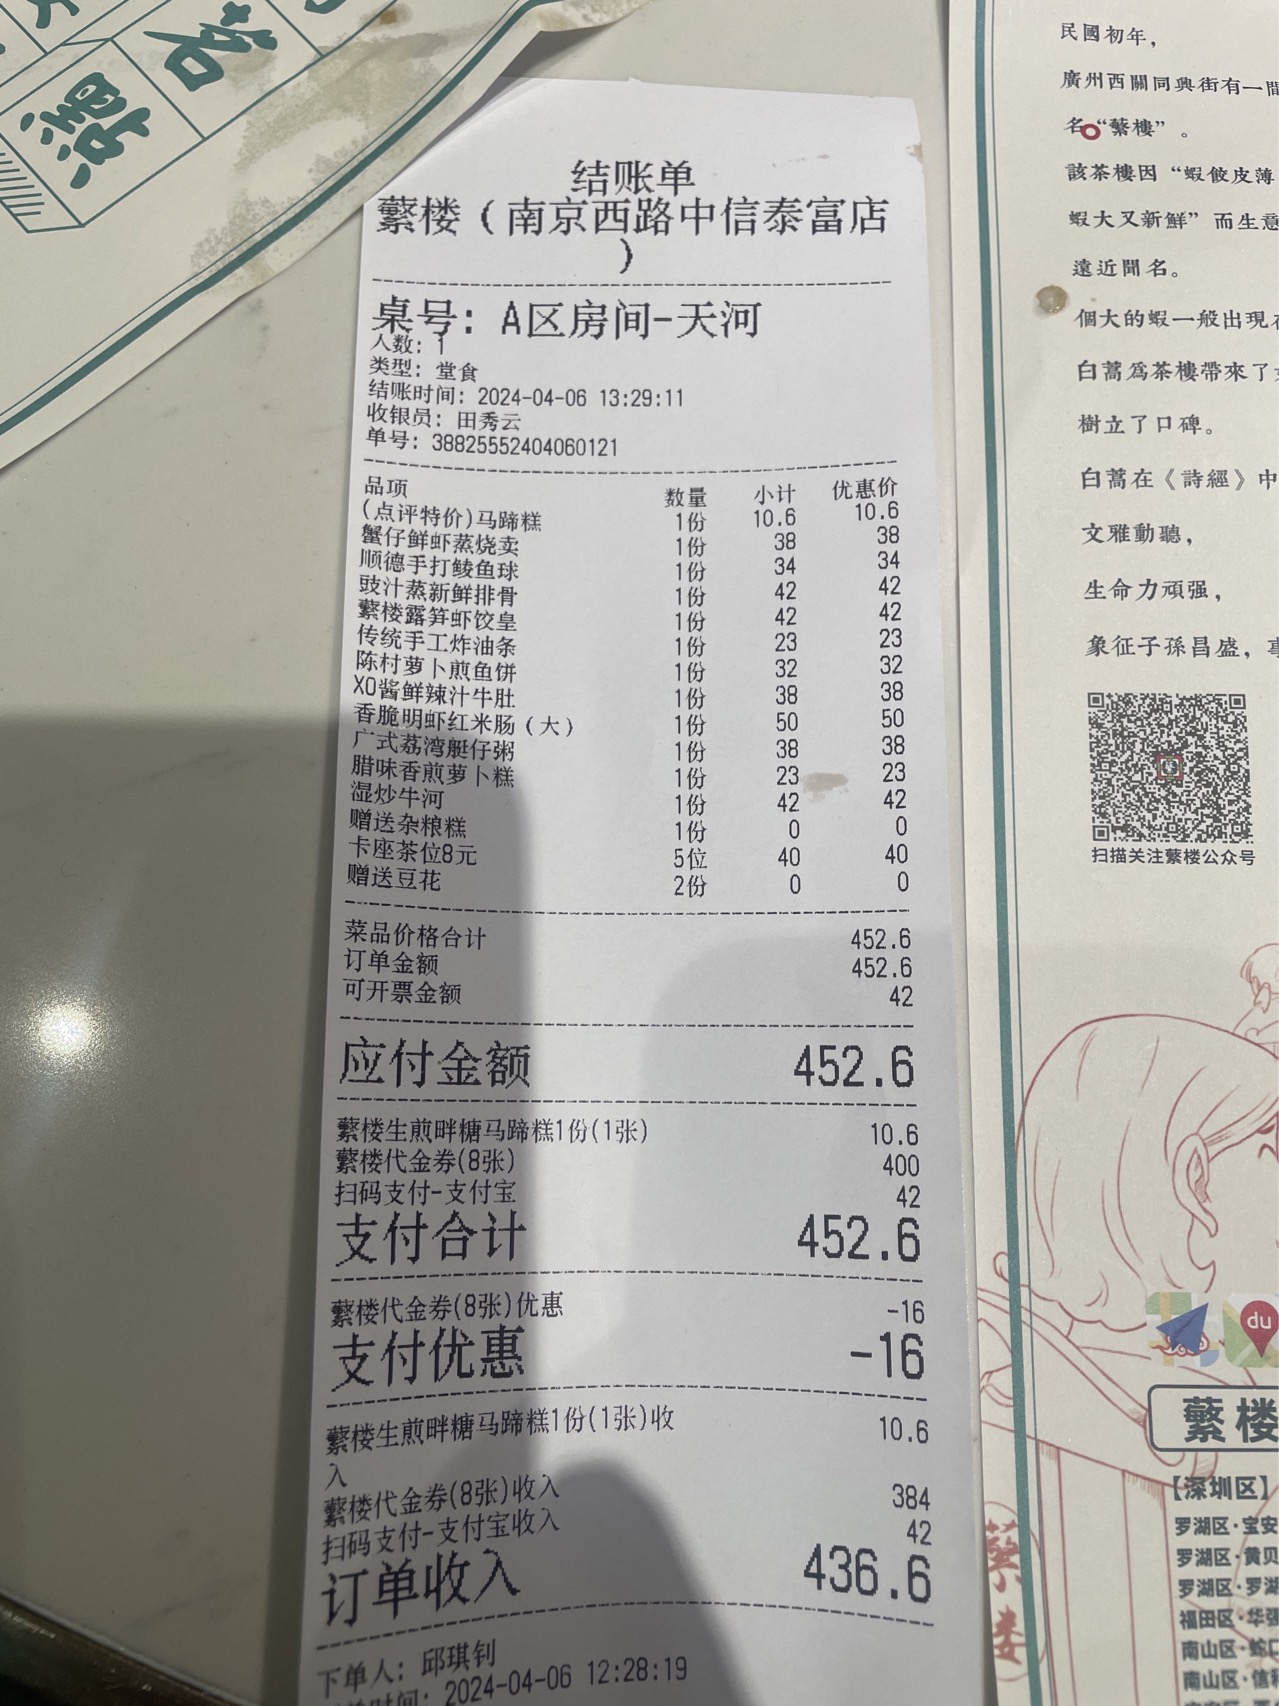 點
茗
结账单
蘩楼（南京西路中信泰富店
）
桌号：A区房间-天河
人数：1
类型：堂食
结账时间：2024-04-06 13:29:11
收银员：田秀云
单号：38825552404060121
品项 数量 小计 优惠价
(点评特价)马蹄糕 1份 10.6 10.6
蟹仔鲜虾蒸烧卖 1份 38 38
顺德手打鲮鱼球 1份 34 34
豉汁蒸新鲜排骨 1份 42 42
蘩楼露笋虾饺皇 1份 42 42
传统手工炸油条 1份 23 23
陈村萝卜煎鱼饼 1份 32 32
XO酱鲜辣汁牛肚 1份 38 38
香脆明虾红米肠（大） 1份 50 50
广式荔湾艇仔粥 1份 38 38
腊味香煎萝卜糕 1份 23 23
湿炒牛河 1份 42 42
赠送杂粮糕 1份 0 0
卡座茶位8元 5位 40 40
赠送豆花 2份 0 0
菜品价格合计 452.6
订单金额 452.6
可开票金额 42
应付金额 452.6
蘩楼生煎畔糖马蹄糕1份(1张) 10.6
蘩楼代金券(8张) 400
扫码支付-支付宝 42
支付合计 452.6
蘩楼代金券(8张)优惠 -16
支付优惠 -16
蘩楼生煎畔糖马蹄糕1份(1张)收 10.6
入
蘩楼代金券(8张)收入 384
扫码支付-支付宝收入 42
订单收入 436.6
下单人：邱琪钊
时间：2024-04-06 12:28:19
民國初年，
廣州西關同興街有一間
名“蘩樓”。
該茶樓因“蝦餃皮薄
蝦大又新鮮”而生意
遠近聞名。
個大的蝦一般出現在
白蒿爲茶樓帶來了
樹立了口碑。
白蒿在《詩經》中
文雅動聽，
生命力頑强，
象征子孫昌盛，
扫描关注蘩楼公众号
du
蘩楼
【深圳区】
罗湖区·宝安
罗湖区·黄贝
罗湖区·罗湖
福田区·华强
南山区·蛇口
南山区·信和
蘩
楼